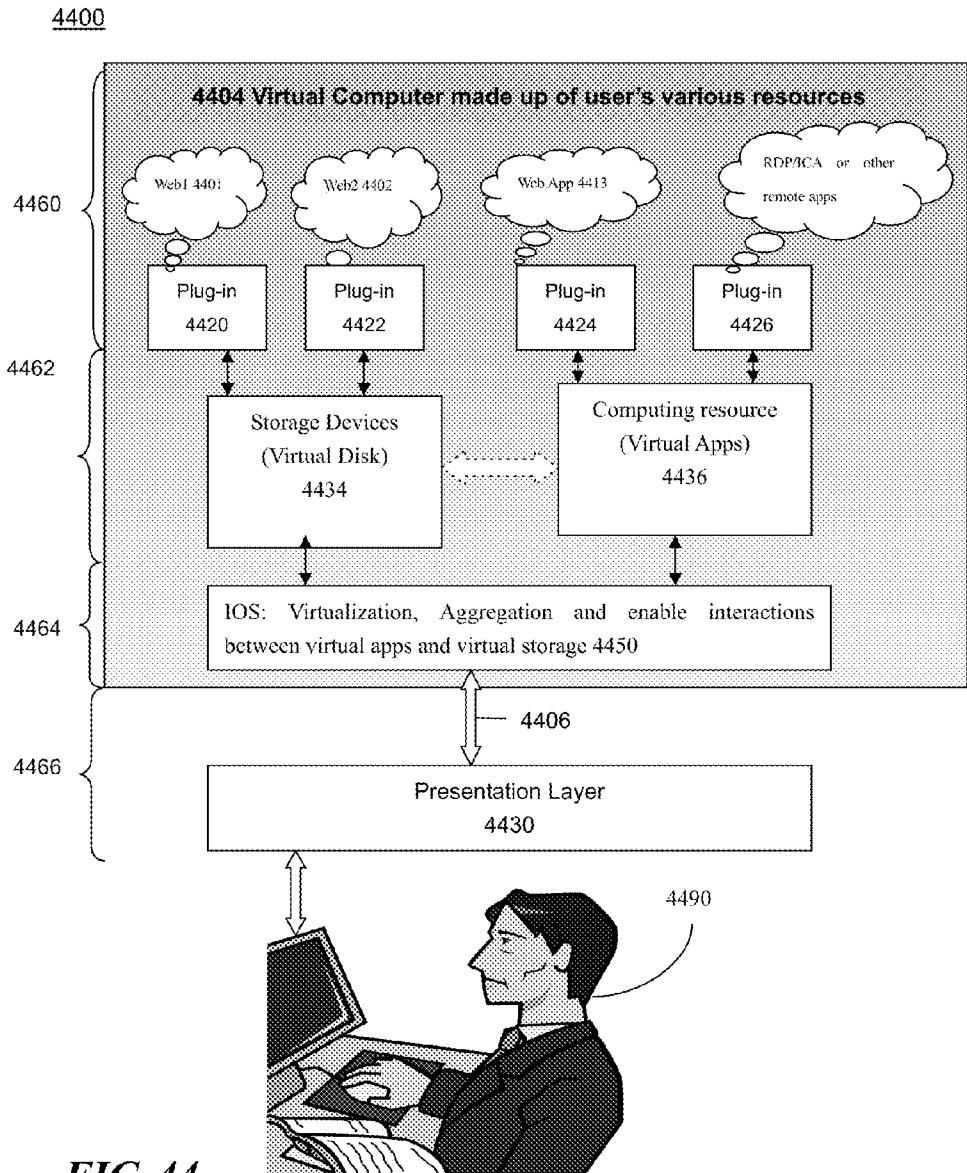 4400
4404 Virtual Computer made up of user's various resources
4460
Web1 4401
Web2 4402
Web App 4413
RDP/ICA or other
remote apps
Plug-in
4420
Plug-in
4422
Plug-in
4424
Plug-in
4426
4462
Storage Devices
(Virtual Disk)
4434
Computing resource
(Virtual Apps)
4436
4464
IOS: Virtualization, Aggregation and enable interactions
between virtual apps and virtual storage 4450
4406
4466
Presentation Layer
4430
4490
FIG. 44